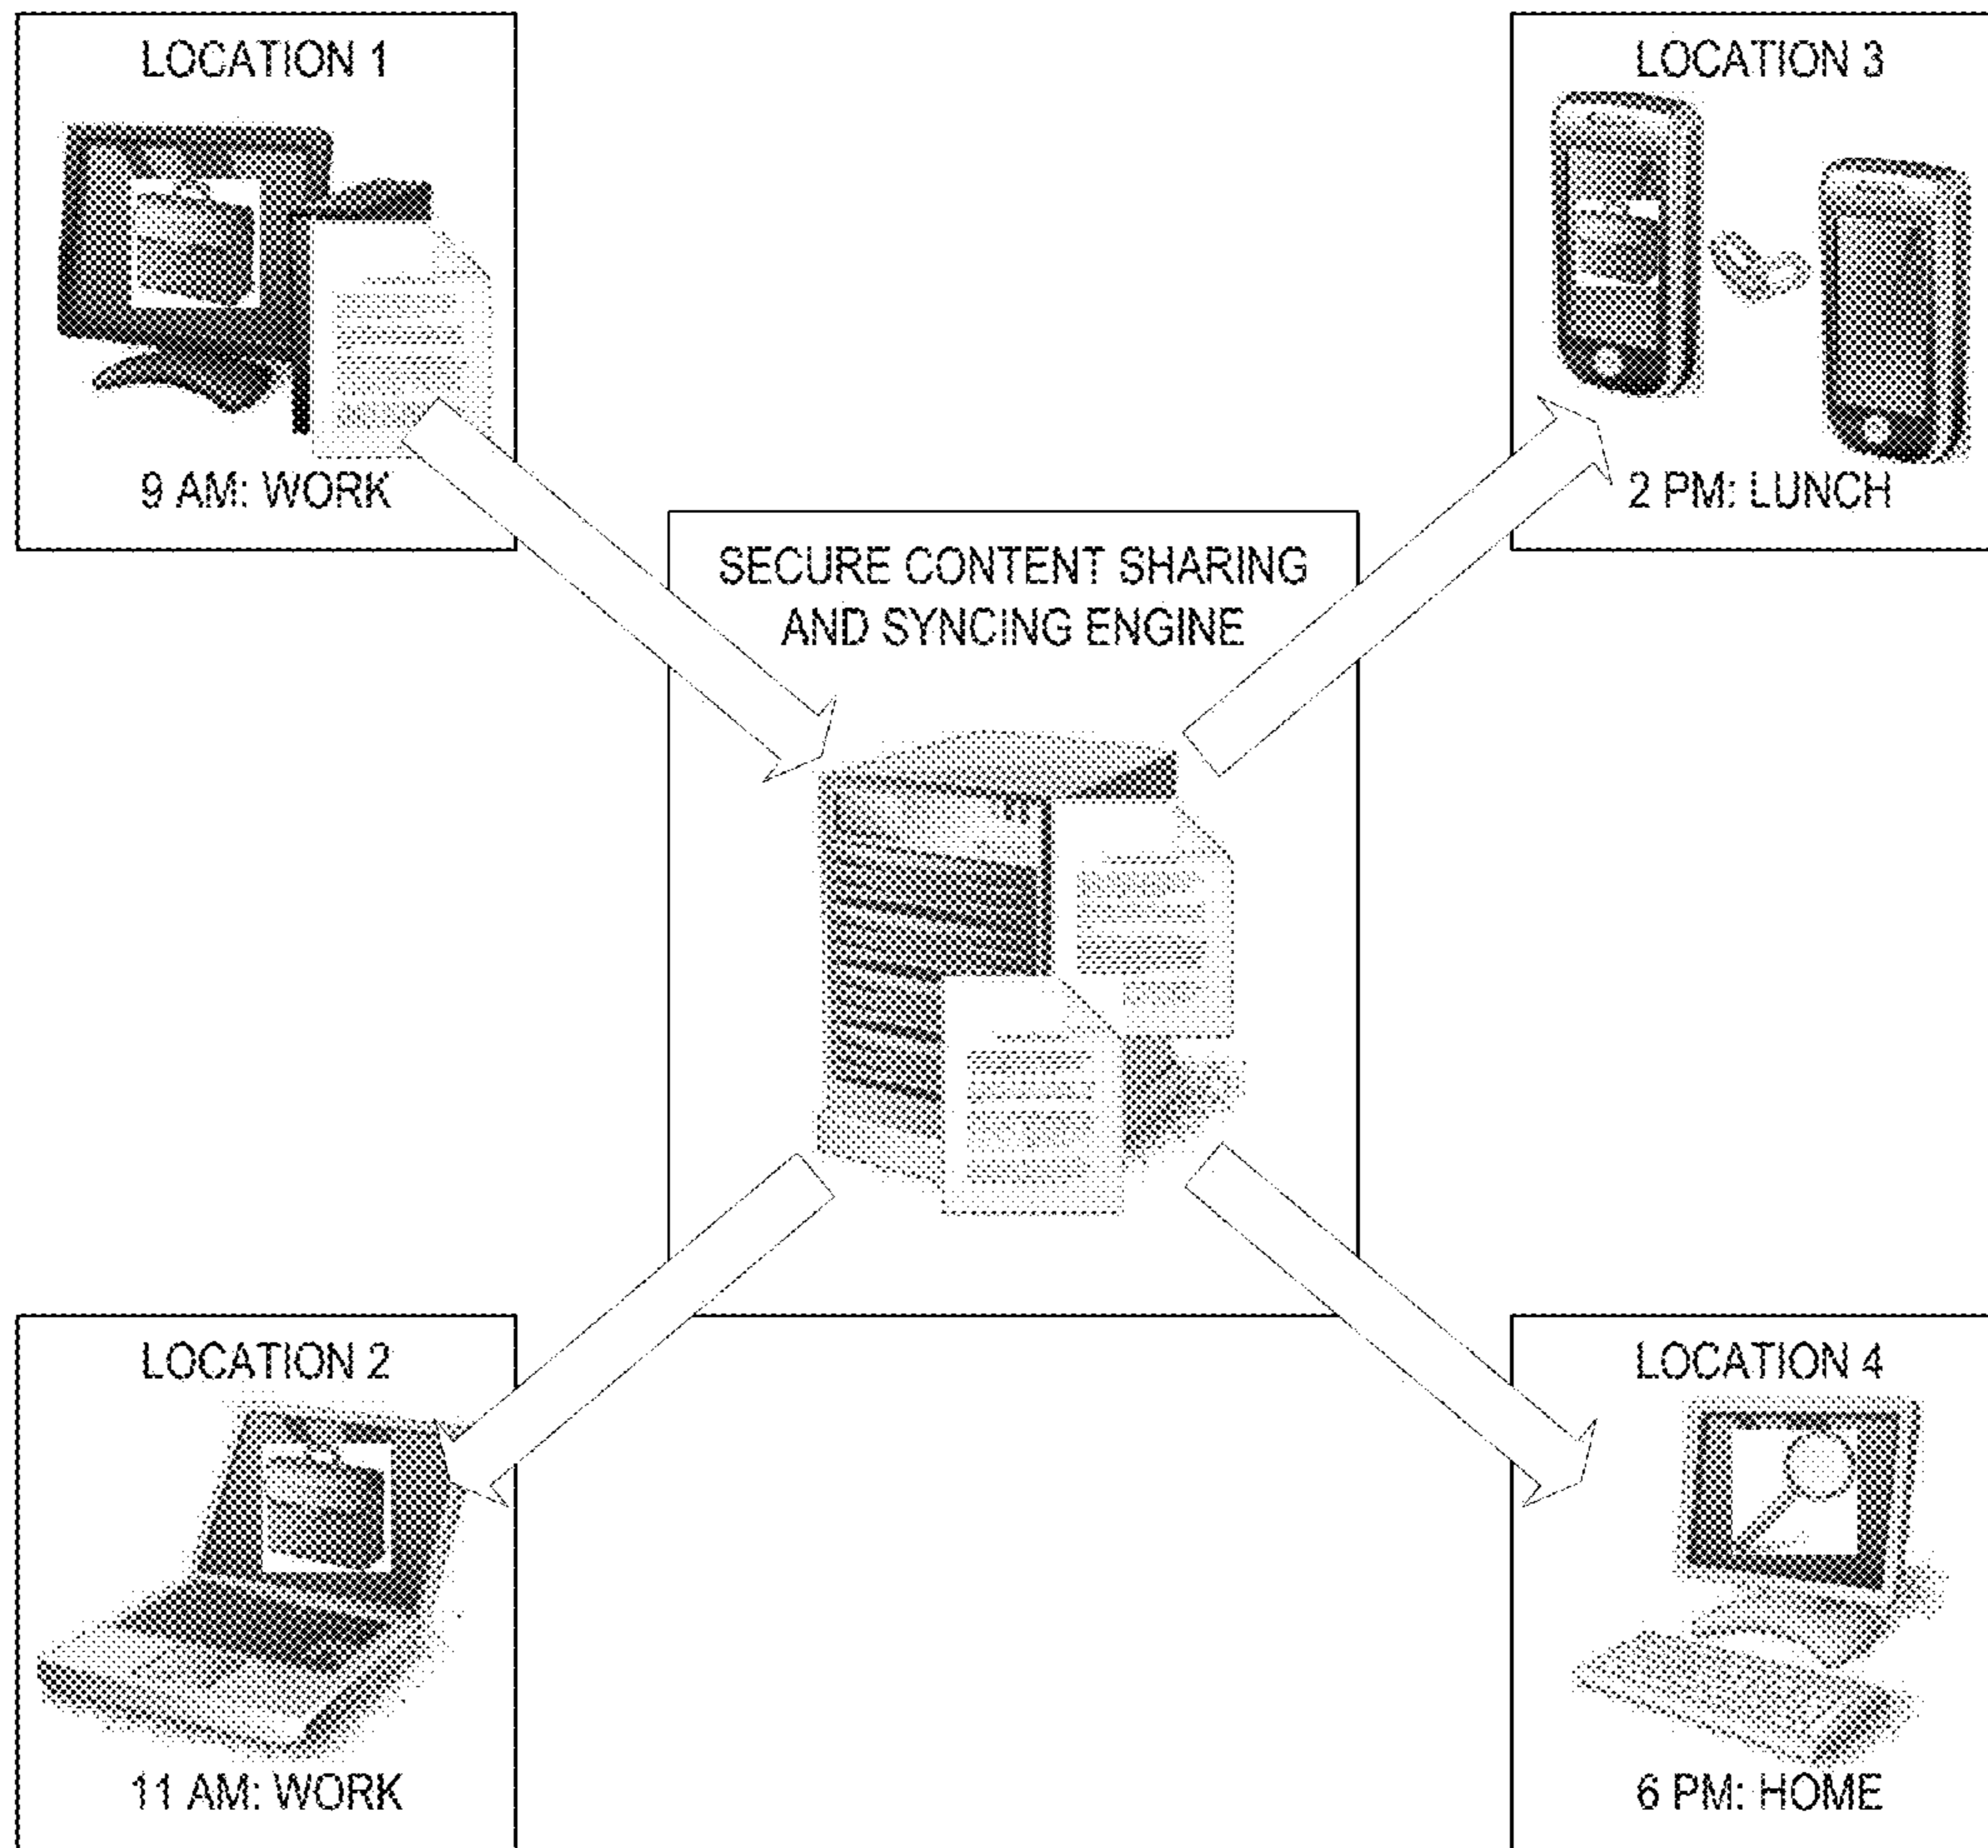 LOCATION 1
9 AM: WORK
LOCATION 3
2 PM: LUNCH
SECURE CONTENT SHARING
AND SYNCING ENGINE
LOCATION 2
11 AM: WORK
LOCATION 4
6 PM: HOME